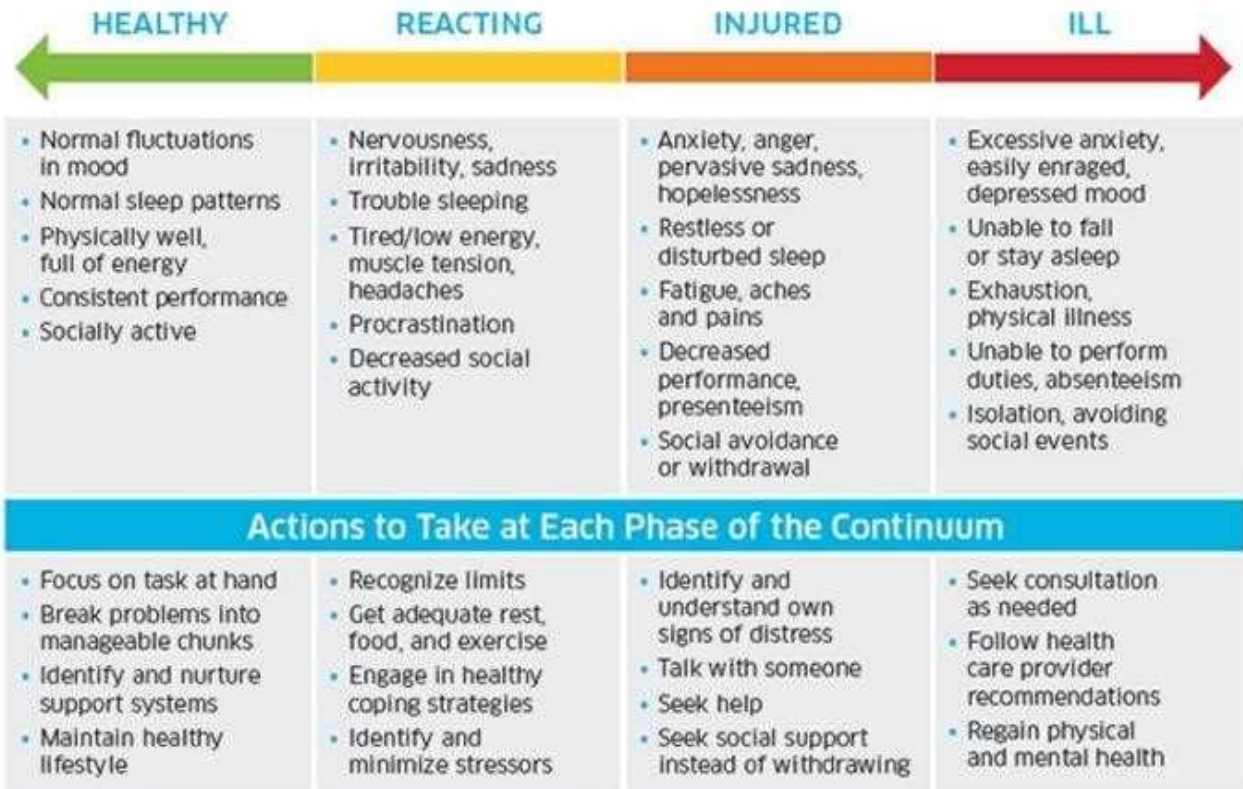 HEALTHY
REACTING
INJURED
ILL
• Normal fluctuations
in mood
• Normal sleep patterns
• Physically well,
full of energy
• Consistent performance
• Socially active
• Nervousness,
irritability, sadness
• Trouble sleeping
• Tired/low energy,
muscle tension,
headaches
• Procrastination
• Decreased social
activity
• Anxiety, anger,
pervasive sadness,
hopelessness
• Restless or
disturbed sleep
• Fatigue, aches
and pains
• Decreased
performance,
presenteeism
• Social avoidance
or withdrawal
• Excessive anxiety,
easily enraged,
depressed mood
• Unable to fall
or stay asleep
• Exhaustion,
physical illness
• Unable to perform
duties, absenteeism
• Isolation, avoiding
social events
Actions to Take at Each Phase of the Continuum
• Focus on task at hand
• Break problems into
manageable chunks
• Identify and nurture
support systems
• Maintain healthy
lifestyle
• Recognize limits
• Get adequate rest,
food, and exercise
• Engage in healthy
coping strategies
• Identify and
minimize stressors
• Identify and
understand own
signs of distress
• Talk with someone
• Seek help
• Seek social support
instead of withdrawing
• Seek consultation
as needed
• Follow health
care provider
recommendations
• Regain physical
and mental health